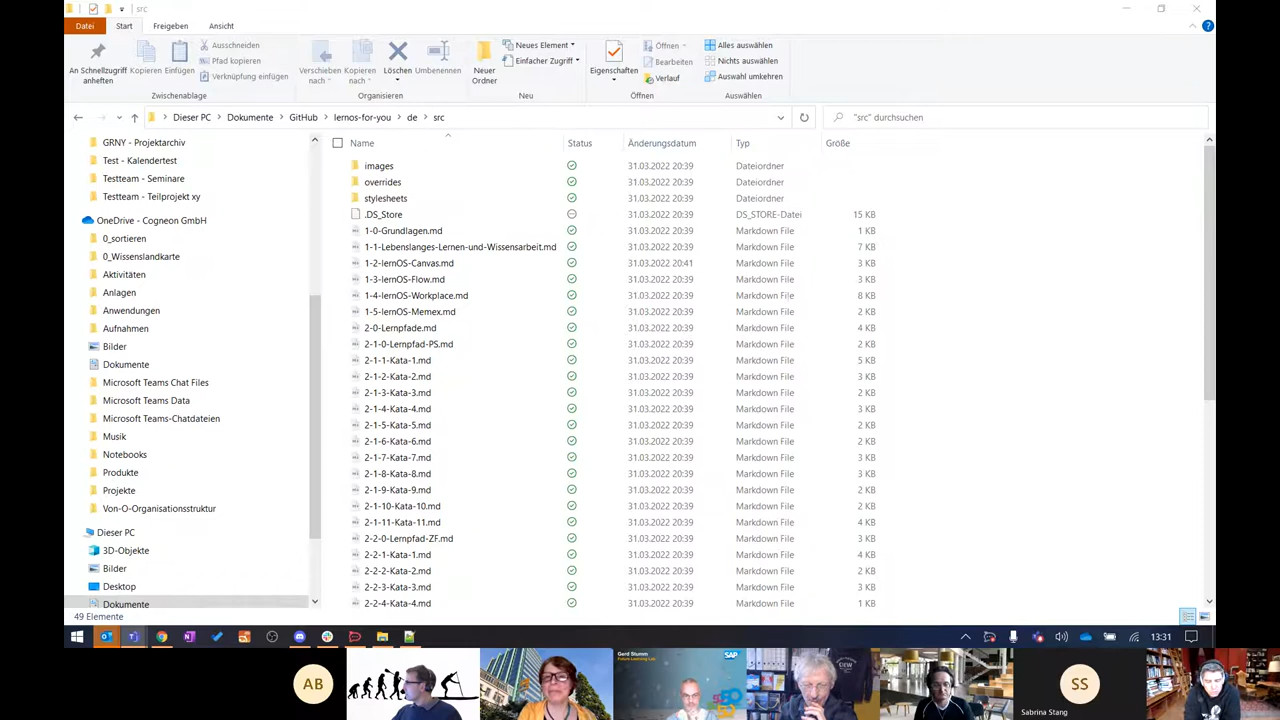 src
Datei Start Freigeben Ansicht
An Schnellzugriff anheften
Kopieren
Einfügen
Ausschneiden
Pfad kopieren
Verknüpfung einfügen
Zwischenablage
Verschieben nach
Kopieren nach
Löschen
Umbenennen
Organisieren
Neuer Ordner
Neues Element
Einfacher Zugriff
Neu
Eigenschaften
Öffnen
Bearbeiten
Verlauf
Öffnen
Alles auswählen
Nichts auswählen
Auswahl umkehren
Auswählen
Dieser PC > Dokumente > GitHub > lernos-for-you > de > src
"src" durchsuchen
GRNY - Projektarchiv
Test - Kalendertest
Testteam - Seminare
Testteam - Teilprojekt xy
OneDrive - Cogneon GmbH
0_sortieren
0_Wissenslandkarte
Aktivitäten
Anlagen
Anwendungen
Aufnahmen
Bilder
Dokumente
Microsoft Teams Chat Files
Microsoft Teams Data
Microsoft Teams-Chatdateien
Musik
Notebooks
Produkte
Projekte
Von-O-Organisationsstruktur
Dieser PC
3D-Objekte
Bilder
Desktop
Dokumente
Name Status Änderungsdatum Typ Größe
images 31.03.2022 20:39 Dateiordner
overrides 31.03.2022 20:39 Dateiordner
stylesheets 31.03.2022 20:39 Dateiordner
.DS_Store 31.03.2022 20:39 DS_STORE-Datei 15 KB
1-0-Grundlagen.md 31.03.2022 20:39 Markdown File 1 KB
1-1-Lebenslanges-Lernen-und-Wissensarbeit.md 31.03.2022 20:39 Markdown File 7 KB
1-2-lernOS-Canvas.md 31.03.2022 20:41 Markdown File 3 KB
1-3-lernOS-Flow.md 31.03.2022 20:39 Markdown File 3 KB
1-4-lernOS-Workplace.md 31.03.2022 20:39 Markdown File 8 KB
1-5-lernOS-Memex.md 31.03.2022 20:39 Markdown File 2 KB
2-0-Lernpfade.md 31.03.2022 20:39 Markdown File 4 KB
2-1-0-Lernpfad-PS.md 31.03.2022 20:39 Markdown File 2 KB
2-1-1-Kata-1.md 31.03.2022 20:39 Markdown File 5 KB
2-1-2-Kata-2.md 31.03.2022 20:39 Markdown File 3 KB
2-1-3-Kata-3.md 31.03.2022 20:39 Markdown File 2 KB
2-1-4-Kata-4.md 31.03.2022 20:39 Markdown File 3 KB
2-1-5-Kata-5.md 31.03.2022 20:39 Markdown File 2 KB
2-1-6-Kata-6.md 31.03.2022 20:39 Markdown File 2 KB
2-1-7-Kata-7.md 31.03.2022 20:39 Markdown File 3 KB
2-1-8-Kata-8.md 31.03.2022 20:39 Markdown File 3 KB
2-1-9-Kata-9.md 31.03.2022 20:39 Markdown File 2 KB
2-1-10-Kata-10.md 31.03.2022 20:39 Markdown File 2 KB
2-1-11-Kata-11.md 31.03.2022 20:39 Markdown File 4 KB
2-2-0-Lernpfad-ZF.md 31.03.2022 20:39 Markdown File 3 KB
2-2-1-Kata-1.md 31.03.2022 20:39 Markdown File 4 KB
2-2-2-Kata-2.md 31.03.2022 20:39 Markdown File 2 KB
2-2-3-Kata-3.md 31.03.2022 20:39 Markdown File 3 KB
2-2-4-Kata-4.md 31.03.2022 20:39 Markdown File 1 KB
49 Elemente
13:31
AB
Gerd Stumm
Future Learning Lab
SAP
SS
Sabrina Stang